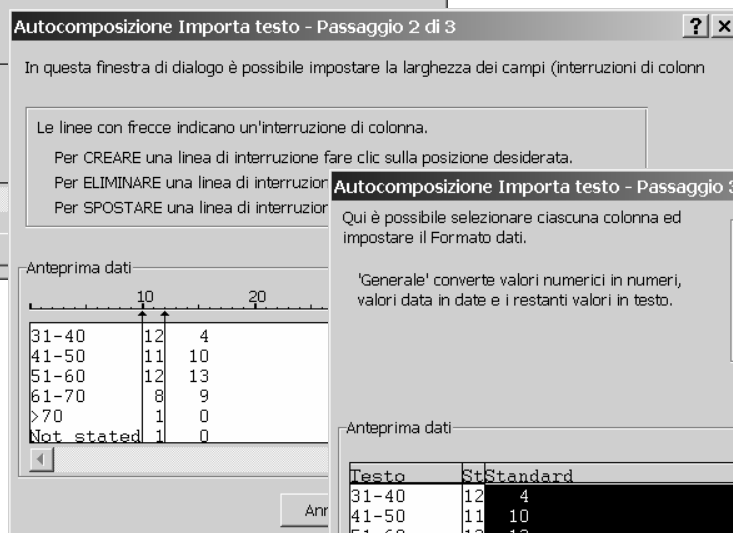 Autocomposizione Importa testo - Passaggio 2 di 3
? ×
In questa finestra di dialogo è possibile impostare la larghezza dei campi (interruzioni di colonn
Le linee con frecce indicano un'interruzione di colonna.
Per CREARE una linea di interruzione fare clic sulla posizione desiderata.
Per ELIMINARE una linea di interruzion
Per SPOSTARE una linea di interruzion
Anteprima dati
10 20
31-40 12 4
41-50 11 10
51-60 12 13
61-70 8 9
>70 1 0
Not stated 1 0
Ann
Autocomposizione Importa testo - Passaggio 3
Qui è possibile selezionare ciascuna colonna ed
impostare il Formato dati.
'Generale' converte valori numerici in numeri,
valori data in date e i restanti valori in testo.
Anteprima dati
Testo St Standard
31-40 12 4
41-50 11 10
51-60 12 13